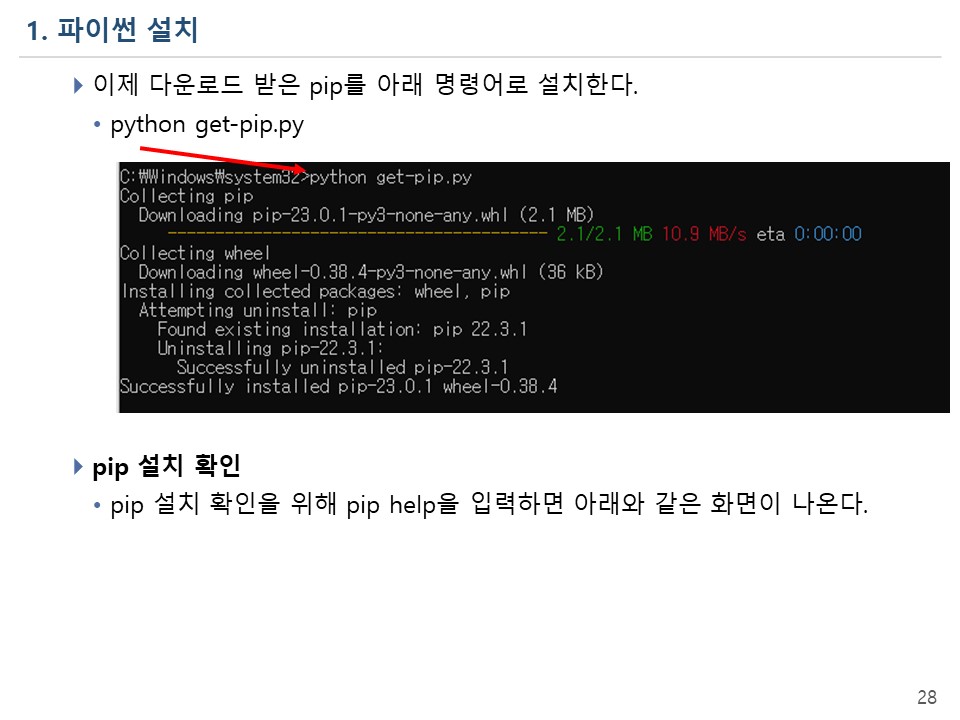 1. 파이썬 설치
이제 다운로드 받은 pip를 아래 명령어로 설치한다.
• python get-pip.py
C:₩Windows₩system32>python get-pip.py
Collecting pip
  Downloading pip-23.0.1-py3-none-any.whl (2.1 MB)
     ---------------------------------------- 2.1/2.1 MB 10.9 MB/s eta 0:00:00
Collecting wheel
  Downloading wheel-0.38.4-py3-none-any.whl (36 kB)
Installing collected packages: wheel, pip
  Attempting uninstall: pip
    Found existing installation: pip 22.3.1
    Uninstalling pip-22.3.1:
      Successfully uninstalled pip-22.3.1
Successfully installed pip-23.0.1 wheel-0.38.4
pip 설치 확인
• pip 설치 확인을 위해 pip help을 입력하면 아래와 같은 화면이 나온다.
28